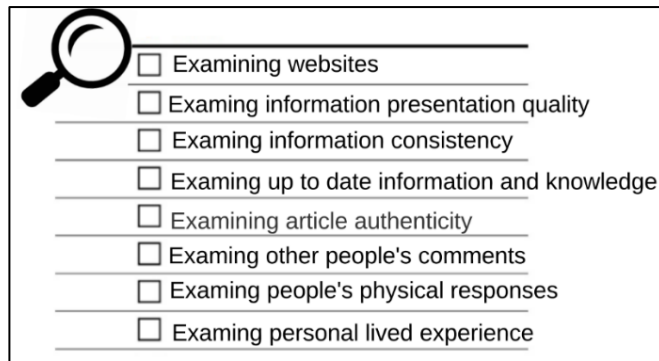 Examining websites
Examing information presentation quality
Examing information consistency
Examing up to date information and knowledge
Examining article authenticity
Examing other people's comments
Examing people's physical responses
Examing personal lived experience